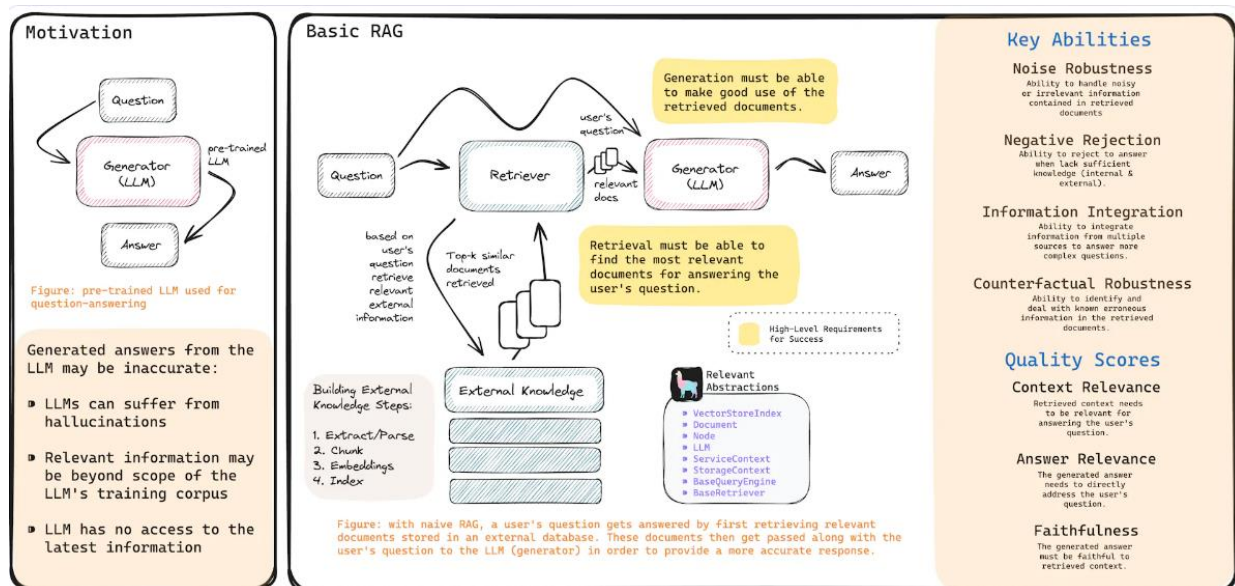 Motivation
Question
Generator
(LLM)
pre-trained
LLM
Answer
Figure: pre-trained LLM used for
question-answering
Generated answers from the
LLM may be inaccurate:
LLMs can suffer from
hallucinations
Relevant information may
be beyond scope of the
LLM's training corpus
LLM has no access to the
latest information
Basic RAG
Generation must be able
to make good use of the
retrieved documents.
user's
question
Question
Retriever
relevant
docs
Generator
(LLM)
Answer
based on
user's
question
retrieve
relevant
external
information
Top-k similar
documents
retrieved
Retrieval must be able to
find the most relevant
documents for answering the
user's question.
High-Level Requirements
for Success
Building External
Knowledge Steps:
1. Extract/Parse
2. Chunk
3. Embeddings
4. Index
External Knowledge
Relevant
Abstractions
VectorStoreIndex
Document
Node
LLM
ServiceContext
StorageContext
BaseQueryEngine
BaseRetriever
Figure: with naive RAG, a user's question gets answered by first retrieving relevant
documents stored in an external database. These documents then get passed along with the
user's question to the LLM (generator) in order to provide a more accurate response.
Key Abilities
Noise Robustness
Ability to handle noisy
or irrelevant information
contained in retrieved
documents
Negative Rejection
Ability to reject to answer
when lack sufficient
knowledge (internal &
external).
Information Integration
Ability to integrate
information from multiple
sources to answer more
complex questions.
Counterfactual Robustness
Ability to identify and
deal with known erroneous
information in the retrieved
documents.
Quality Scores
Context Relevance
Retrieved context needs
to be relevant for
answering the user's
question.
Answer Relevance
The generated answer
needs to directly
address the user's
question.
Faithfulness
The generated answer
must be faithful to
retrieved context.